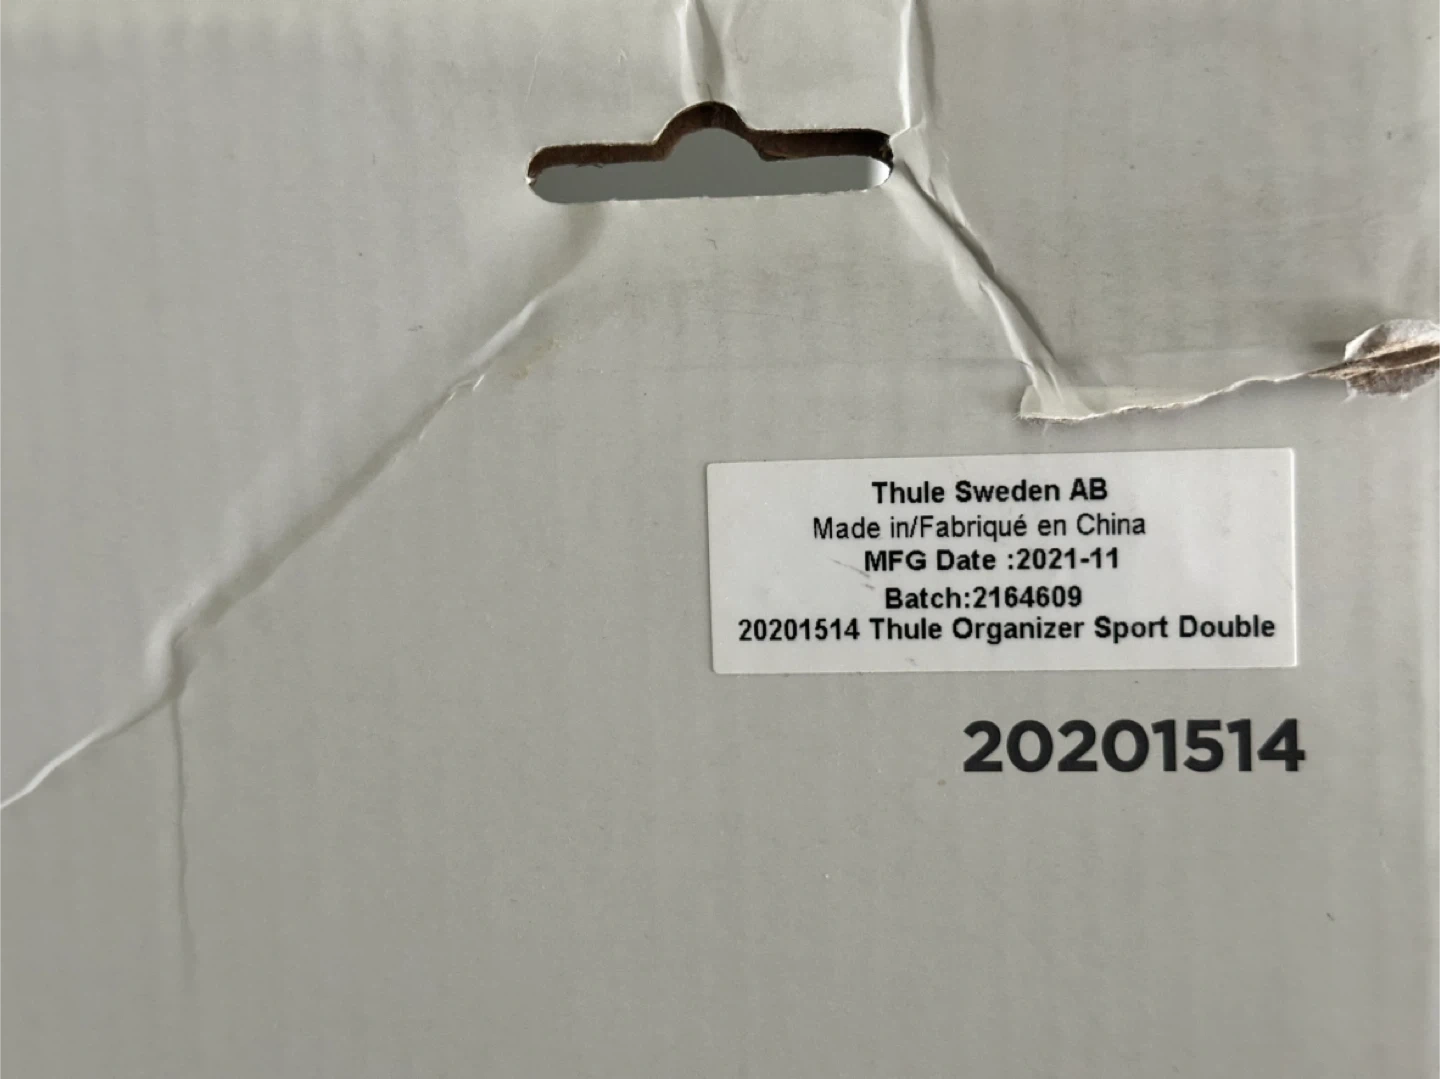 Thule Sweden AB
Made in/Fabriqué en China
MFG Date :2021-11
Batch:2164609
20201514 Thule Organizer Sport Double
20201514